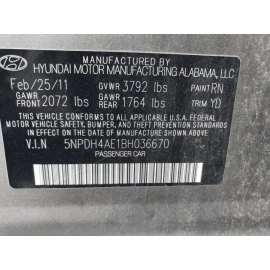 MANUFACTURED BY
HYUNDAI MOTOR MANUFACTURING ALABAMA, LLC
Feb/25/11 GVWR 3792 lbs PAINT RN
GAWR FRONT 2072 lbs GAWR REAR 1764 lbs TRIM YD
THIS VEHICLE CONFORMS TO ALL APPLICABLE
U.S. FEDERAL MOTOR VEHICLE SAFETY, BUMPER,
AND THEFT PREVENTION STANDARDS IN EFFECT ON
THE DATE OF MANUFACTURE SHOWN ABOVE.
V.I.N 5NPDH4AE1BH036670
PASSENGER CAR